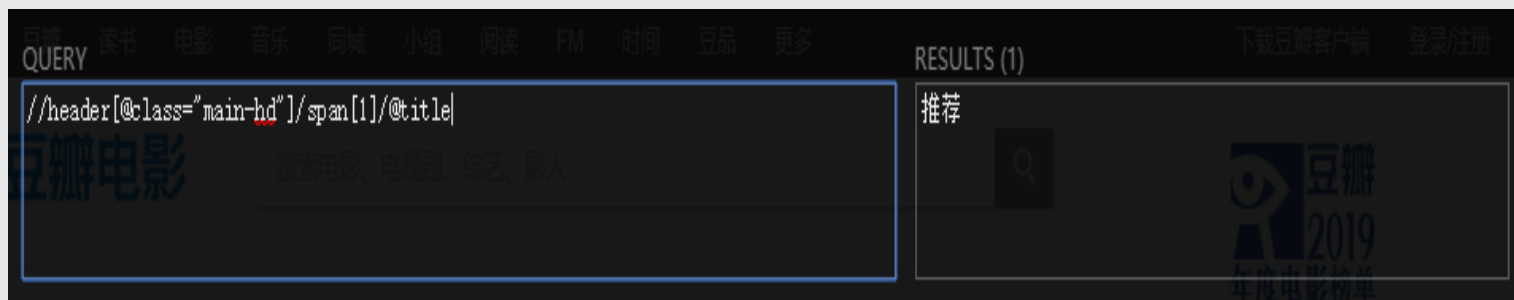 豆瓣 读书 电影 音乐 同城 小组 阅读 FM 时间 豆品 更多 下载豆瓣客户端 登录/注册
QUERY
RESULTS (1)
//header[@class="main-hd"]/span[1]/@title
推荐
豆瓣电影
搜索电影、电视剧、综艺、影人
豆瓣
2019
年度电影榜单